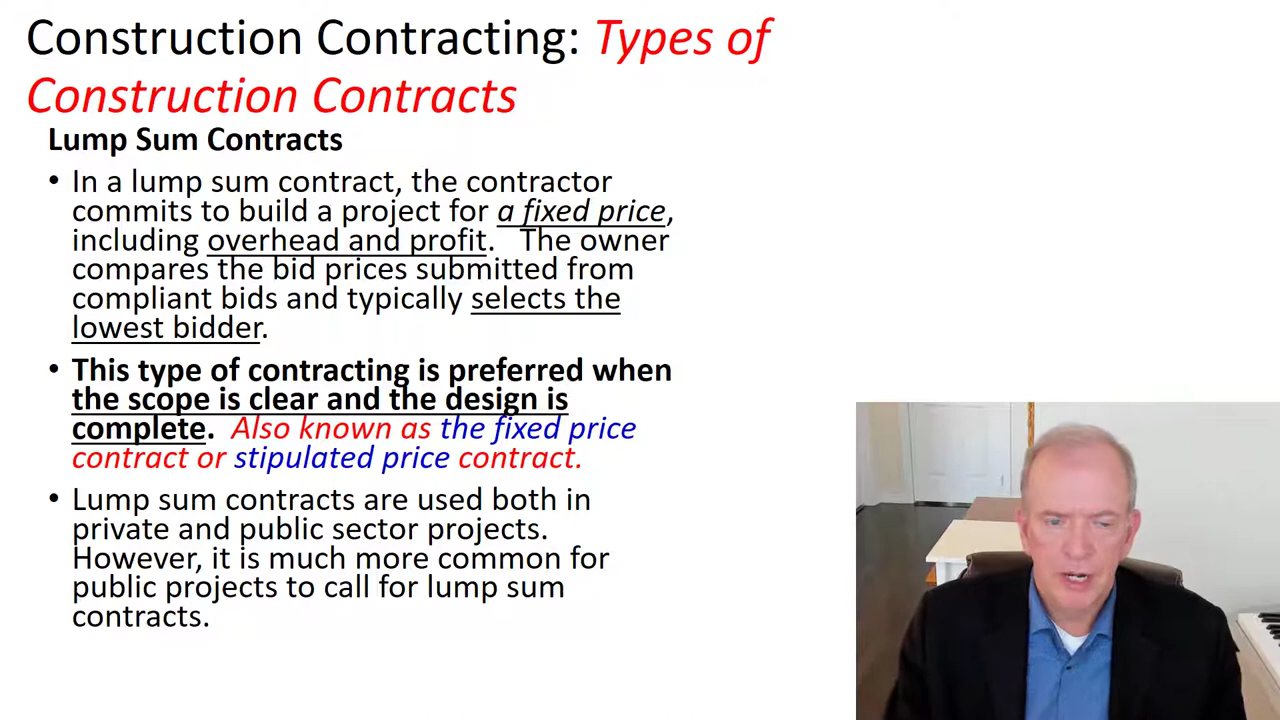 Construction Contracting: Types of
Construction Contracts
Lump Sum Contracts
• In a lump sum contract, the contractor
commits to build a project for a fixed price,
including overhead and profit. The owner
compares the bid prices submitted from
compliant bids and typically selects the
lowest bidder.
• This type of contracting is preferred when
the scope is clear and the design is
complete. Also known as the fixed price
contract or stipulated price contract.
• Lump sum contracts are used both in
private and public sector projects.
However, it is much more common for
public projects to call for lump sum
contracts.